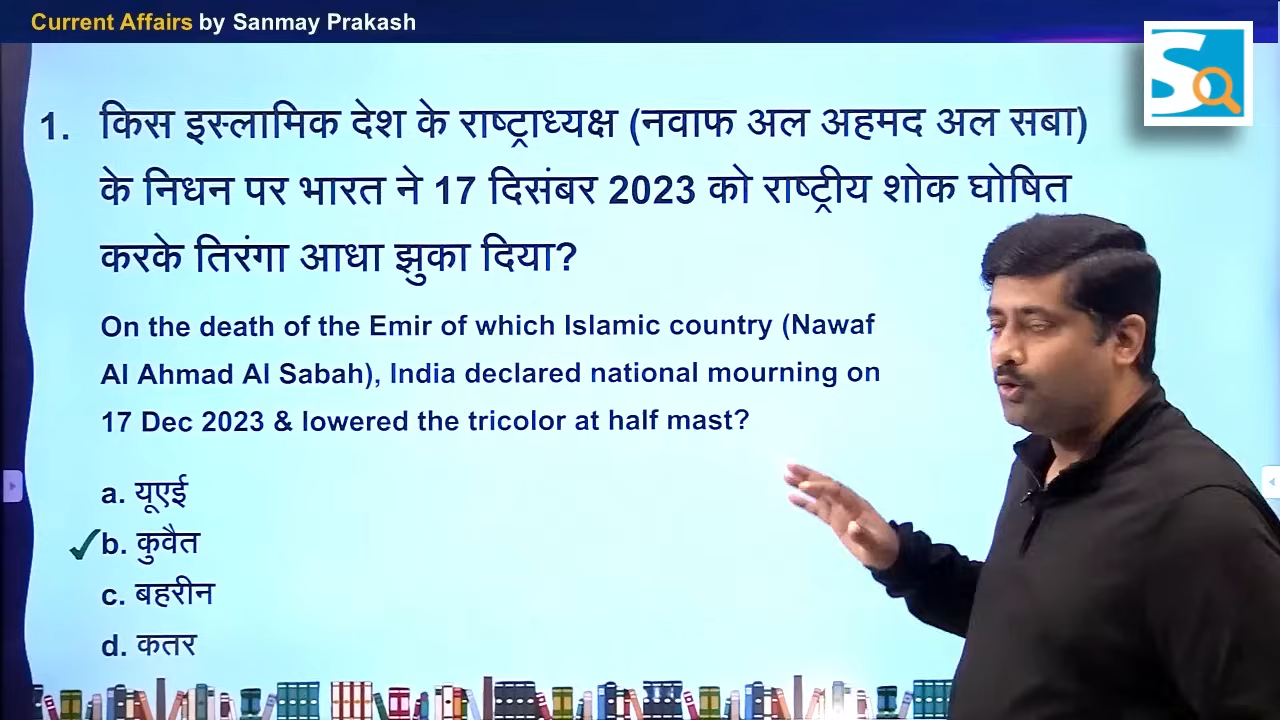 Current Affairs by Sanmay Prakash
1. किस इस्लामिक देश के राष्ट्राध्यक्ष (नवाफ अल अहमद अल सबा)
के निधन पर भारत ने 17 दिसंबर 2023 को राष्ट्रीय शोक घोषित
करके तिरंगा आधा झुका दिया?
On the death of the Emir of which Islamic country (Nawaf
Al Ahmad Al Sabah), India declared national mourning on
17 Dec 2023 & lowered the tricolor at half mast?
a. यूएई
b. कुवैत
c. बहरीन
d. कतर